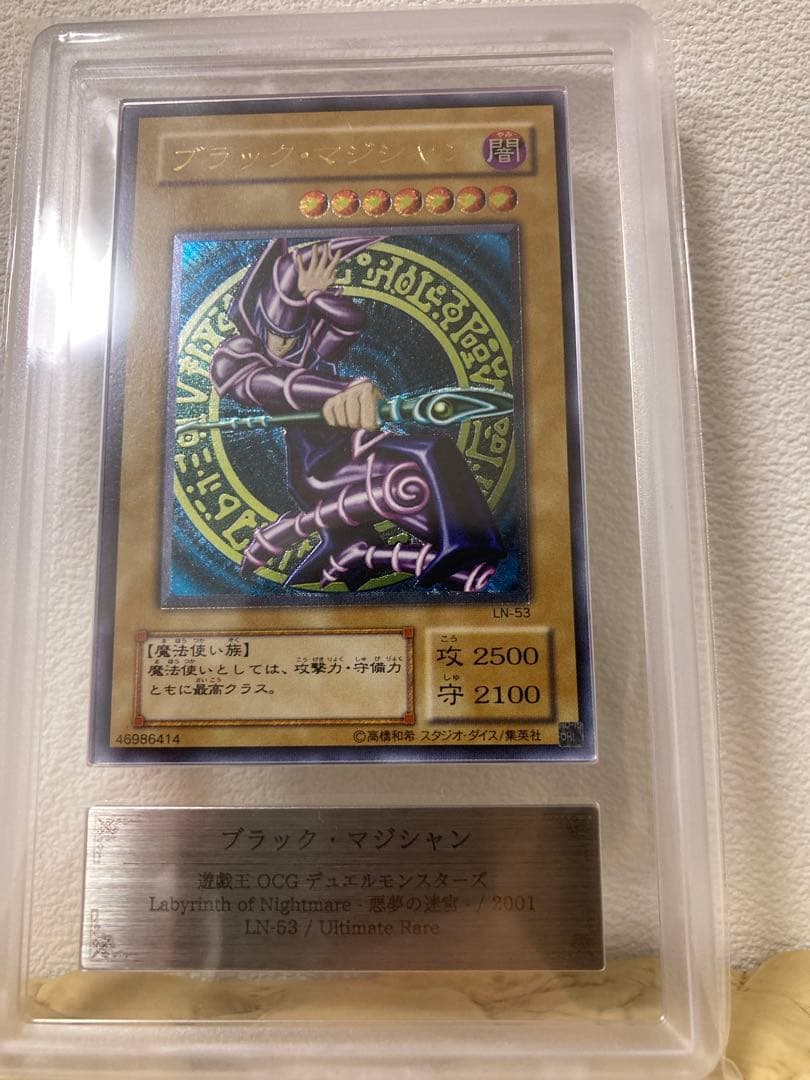 ブラック・マジシャン
闇
LN-53
【魔法使い族】
魔法使いとしては、攻撃力・守備力
ともに最高クラス。
攻 2500
守 2100
46986414
©高橋和希 スタジオ・ダイス/集英社
ブラック・マジシャン
遊戯王 OCG デュエルモンスターズ
Labyrinth of Nightmare - 悪夢の迷宮 - / 2001
LN-53 / Ultimate Rare